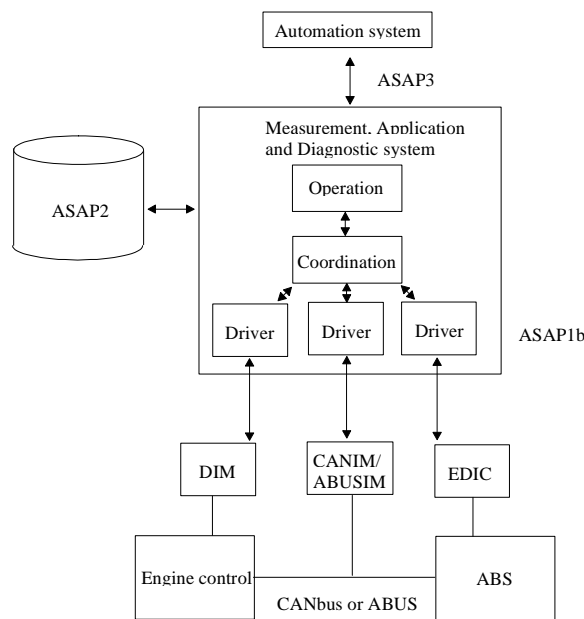 Automation system
ASAP3
Measurement, Application
and Diagnostic system
ASAP2
Operation
Coordination
Driver
Driver
Driver
ASAP1b
DIM
CANIM/
ABUSIM
EDIC
Engine control
ABS
CANbus or ABUS